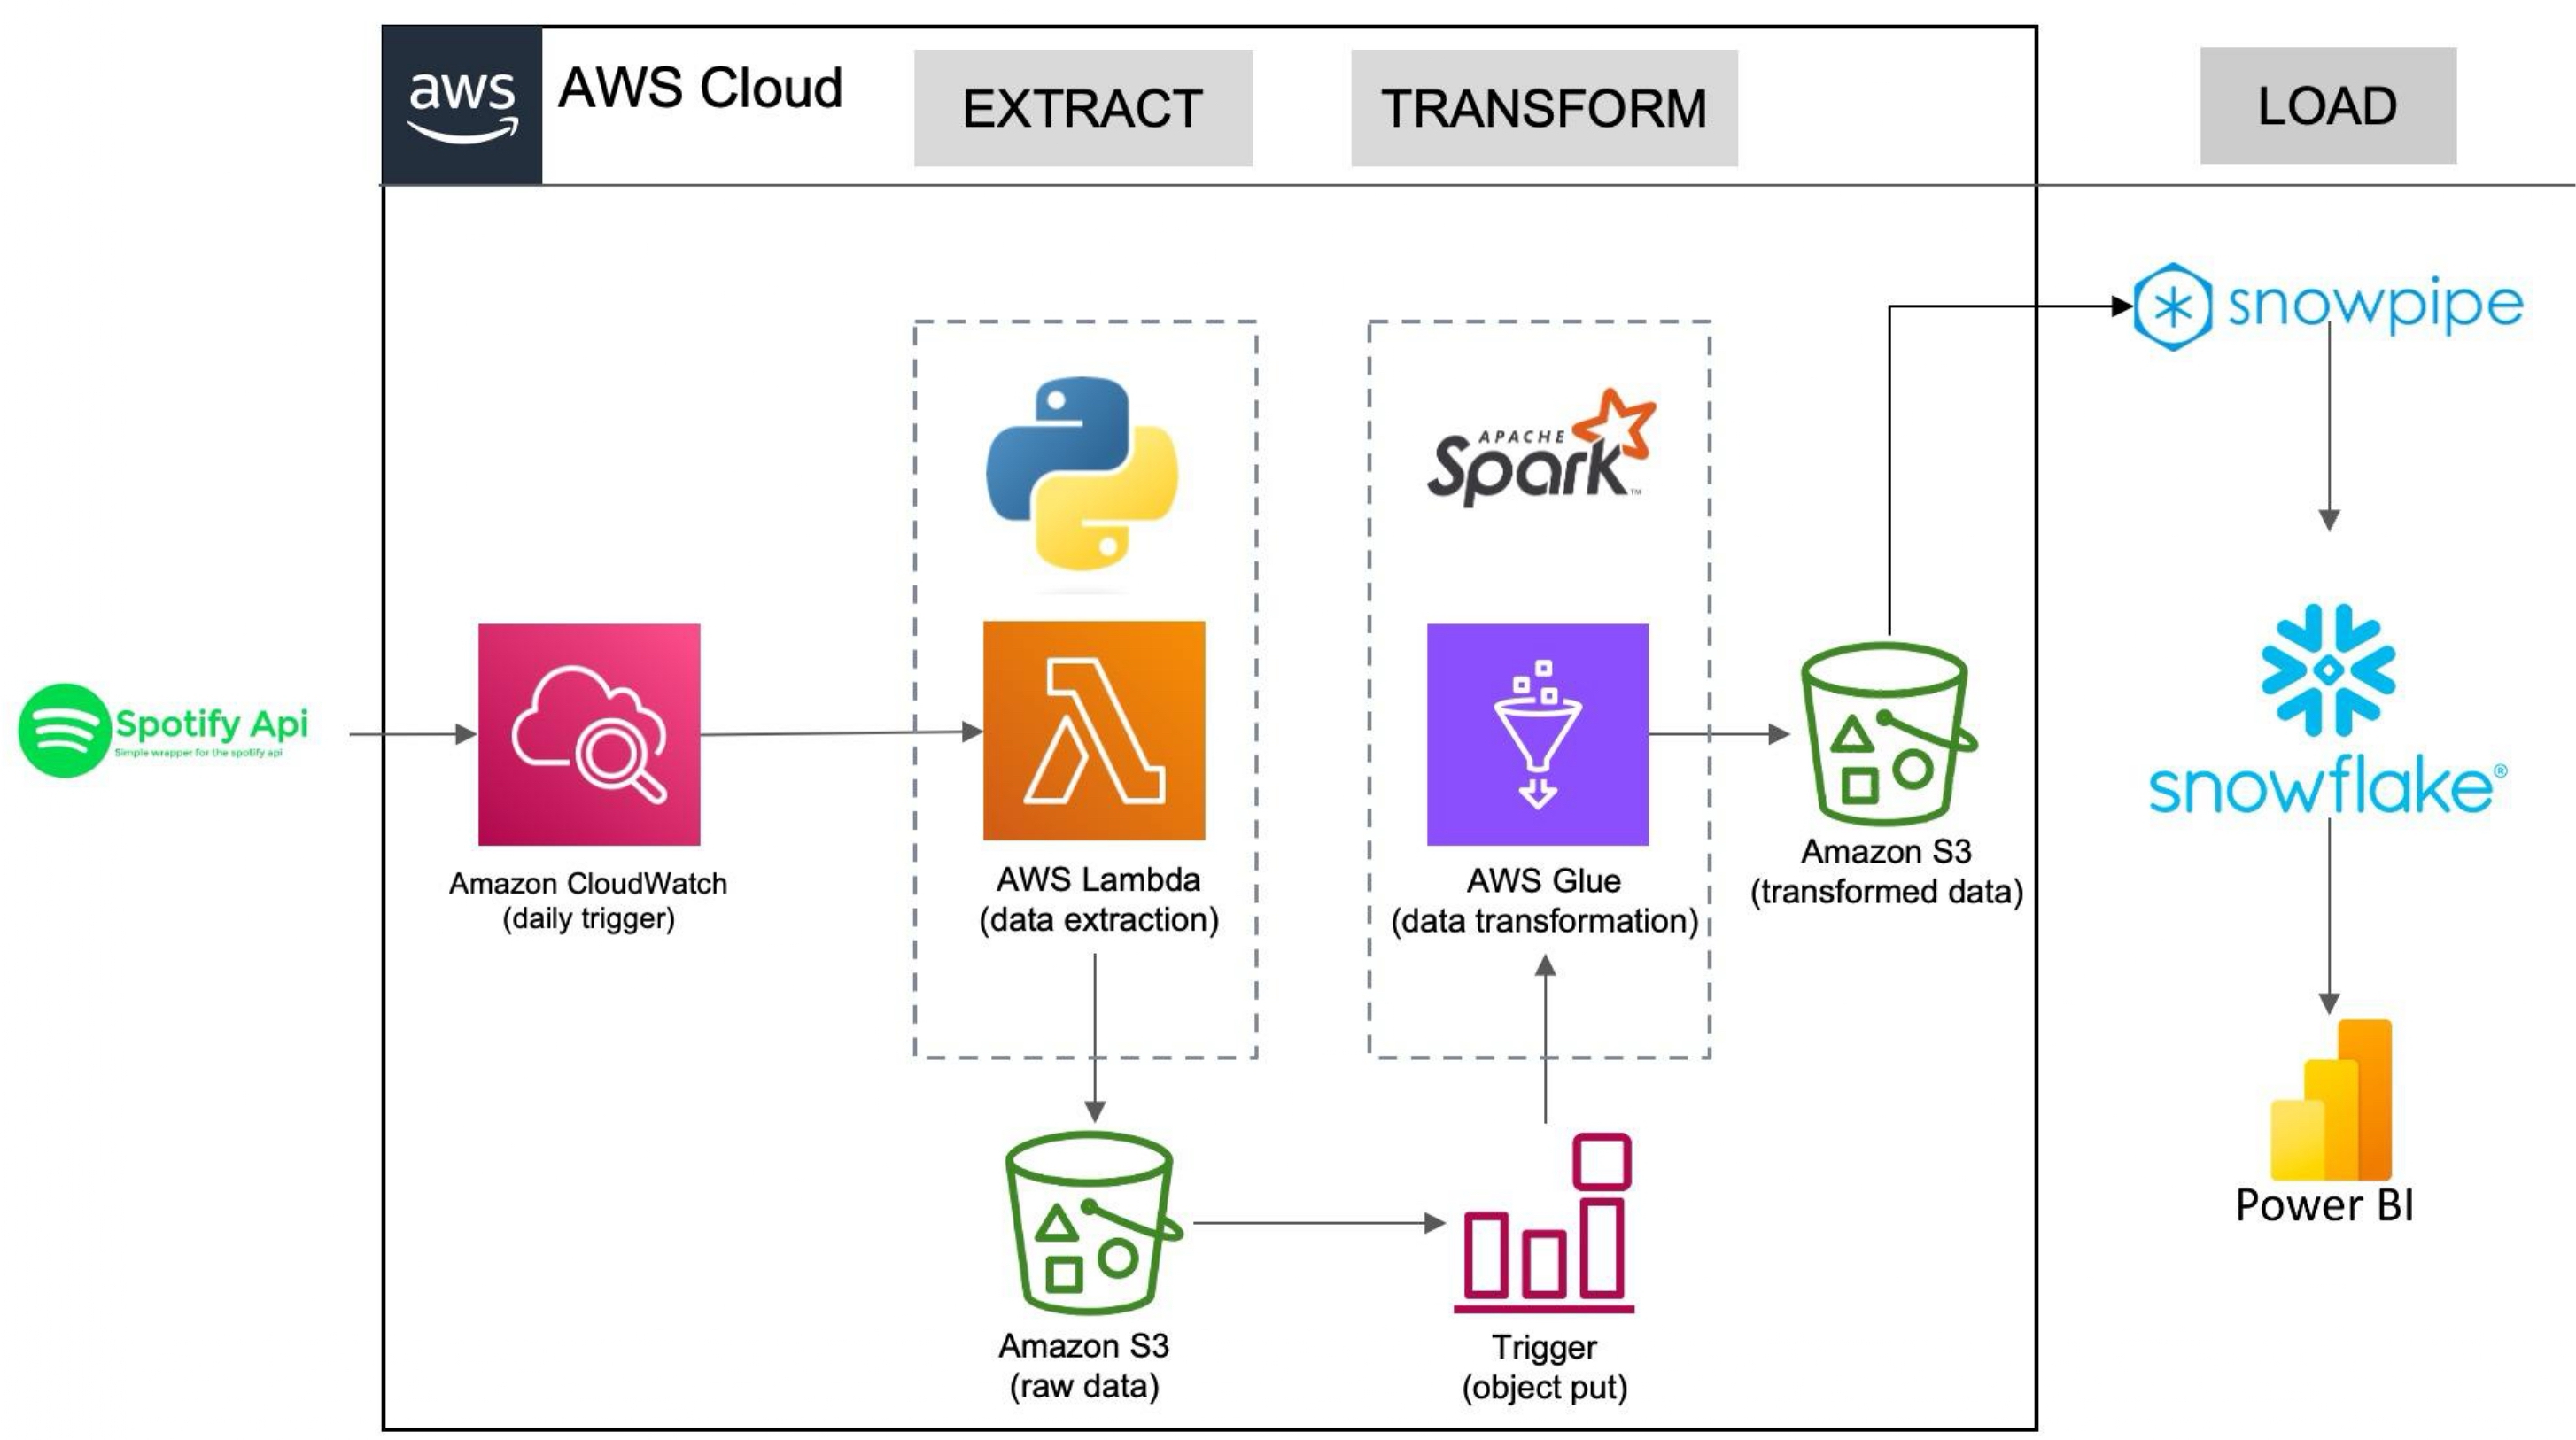 aws
AWS Cloud
EXTRACT
TRANSFORM
LOAD
snowpipe
APACHE
Spark™
Spotify Api
Simple wrapper for the spotify api
Amazon CloudWatch
(daily trigger)
AWS Lambda
(data extraction)
AWS Glue
(data transformation)
Amazon S3
(transformed data)
snowflake®
Amazon S3
(raw data)
Trigger
(object put)
Power BI